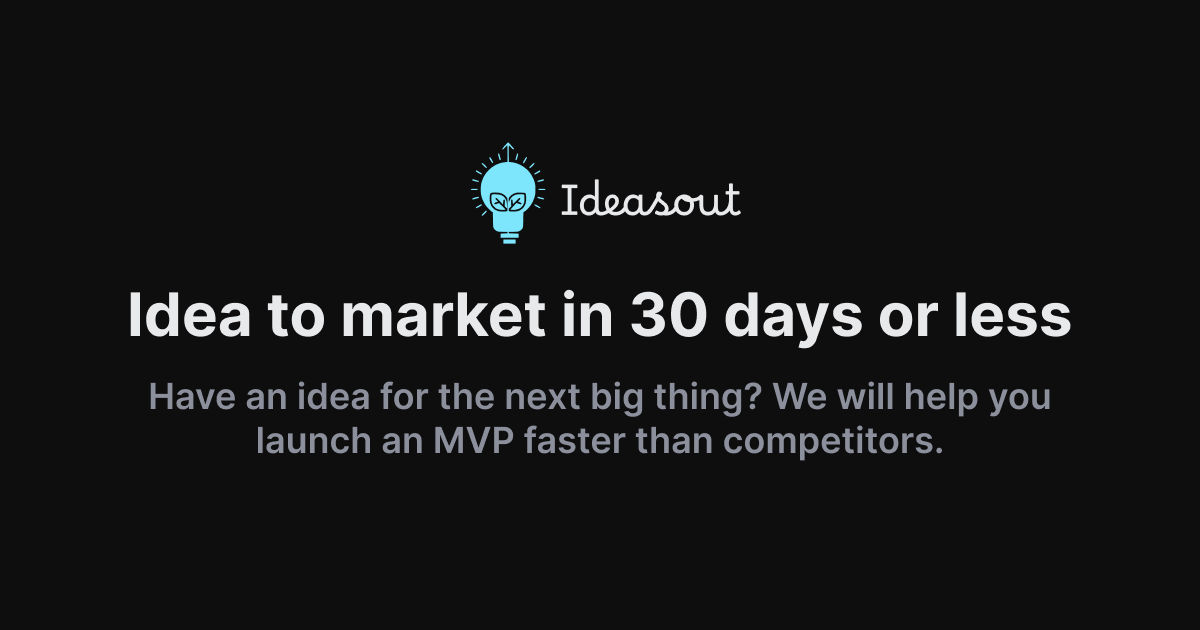 Ideasout
Idea to market in 30 days or less
Have an idea for the next big thing? We will help you
launch an MVP faster than competitors.